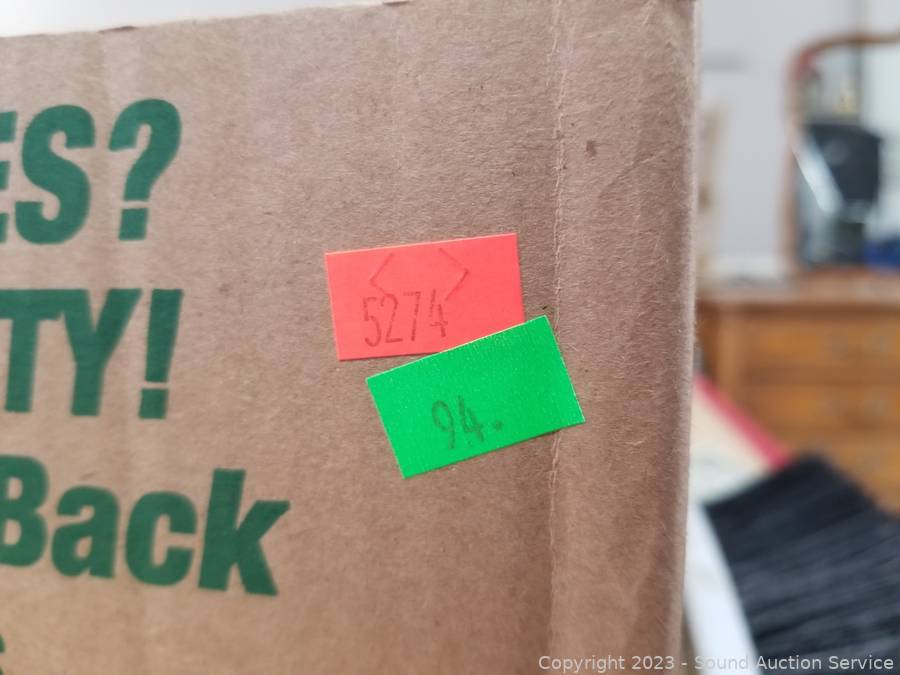 ES?
TY!
Back
5274
94.
Copyright 2023 - Sound Auction Service